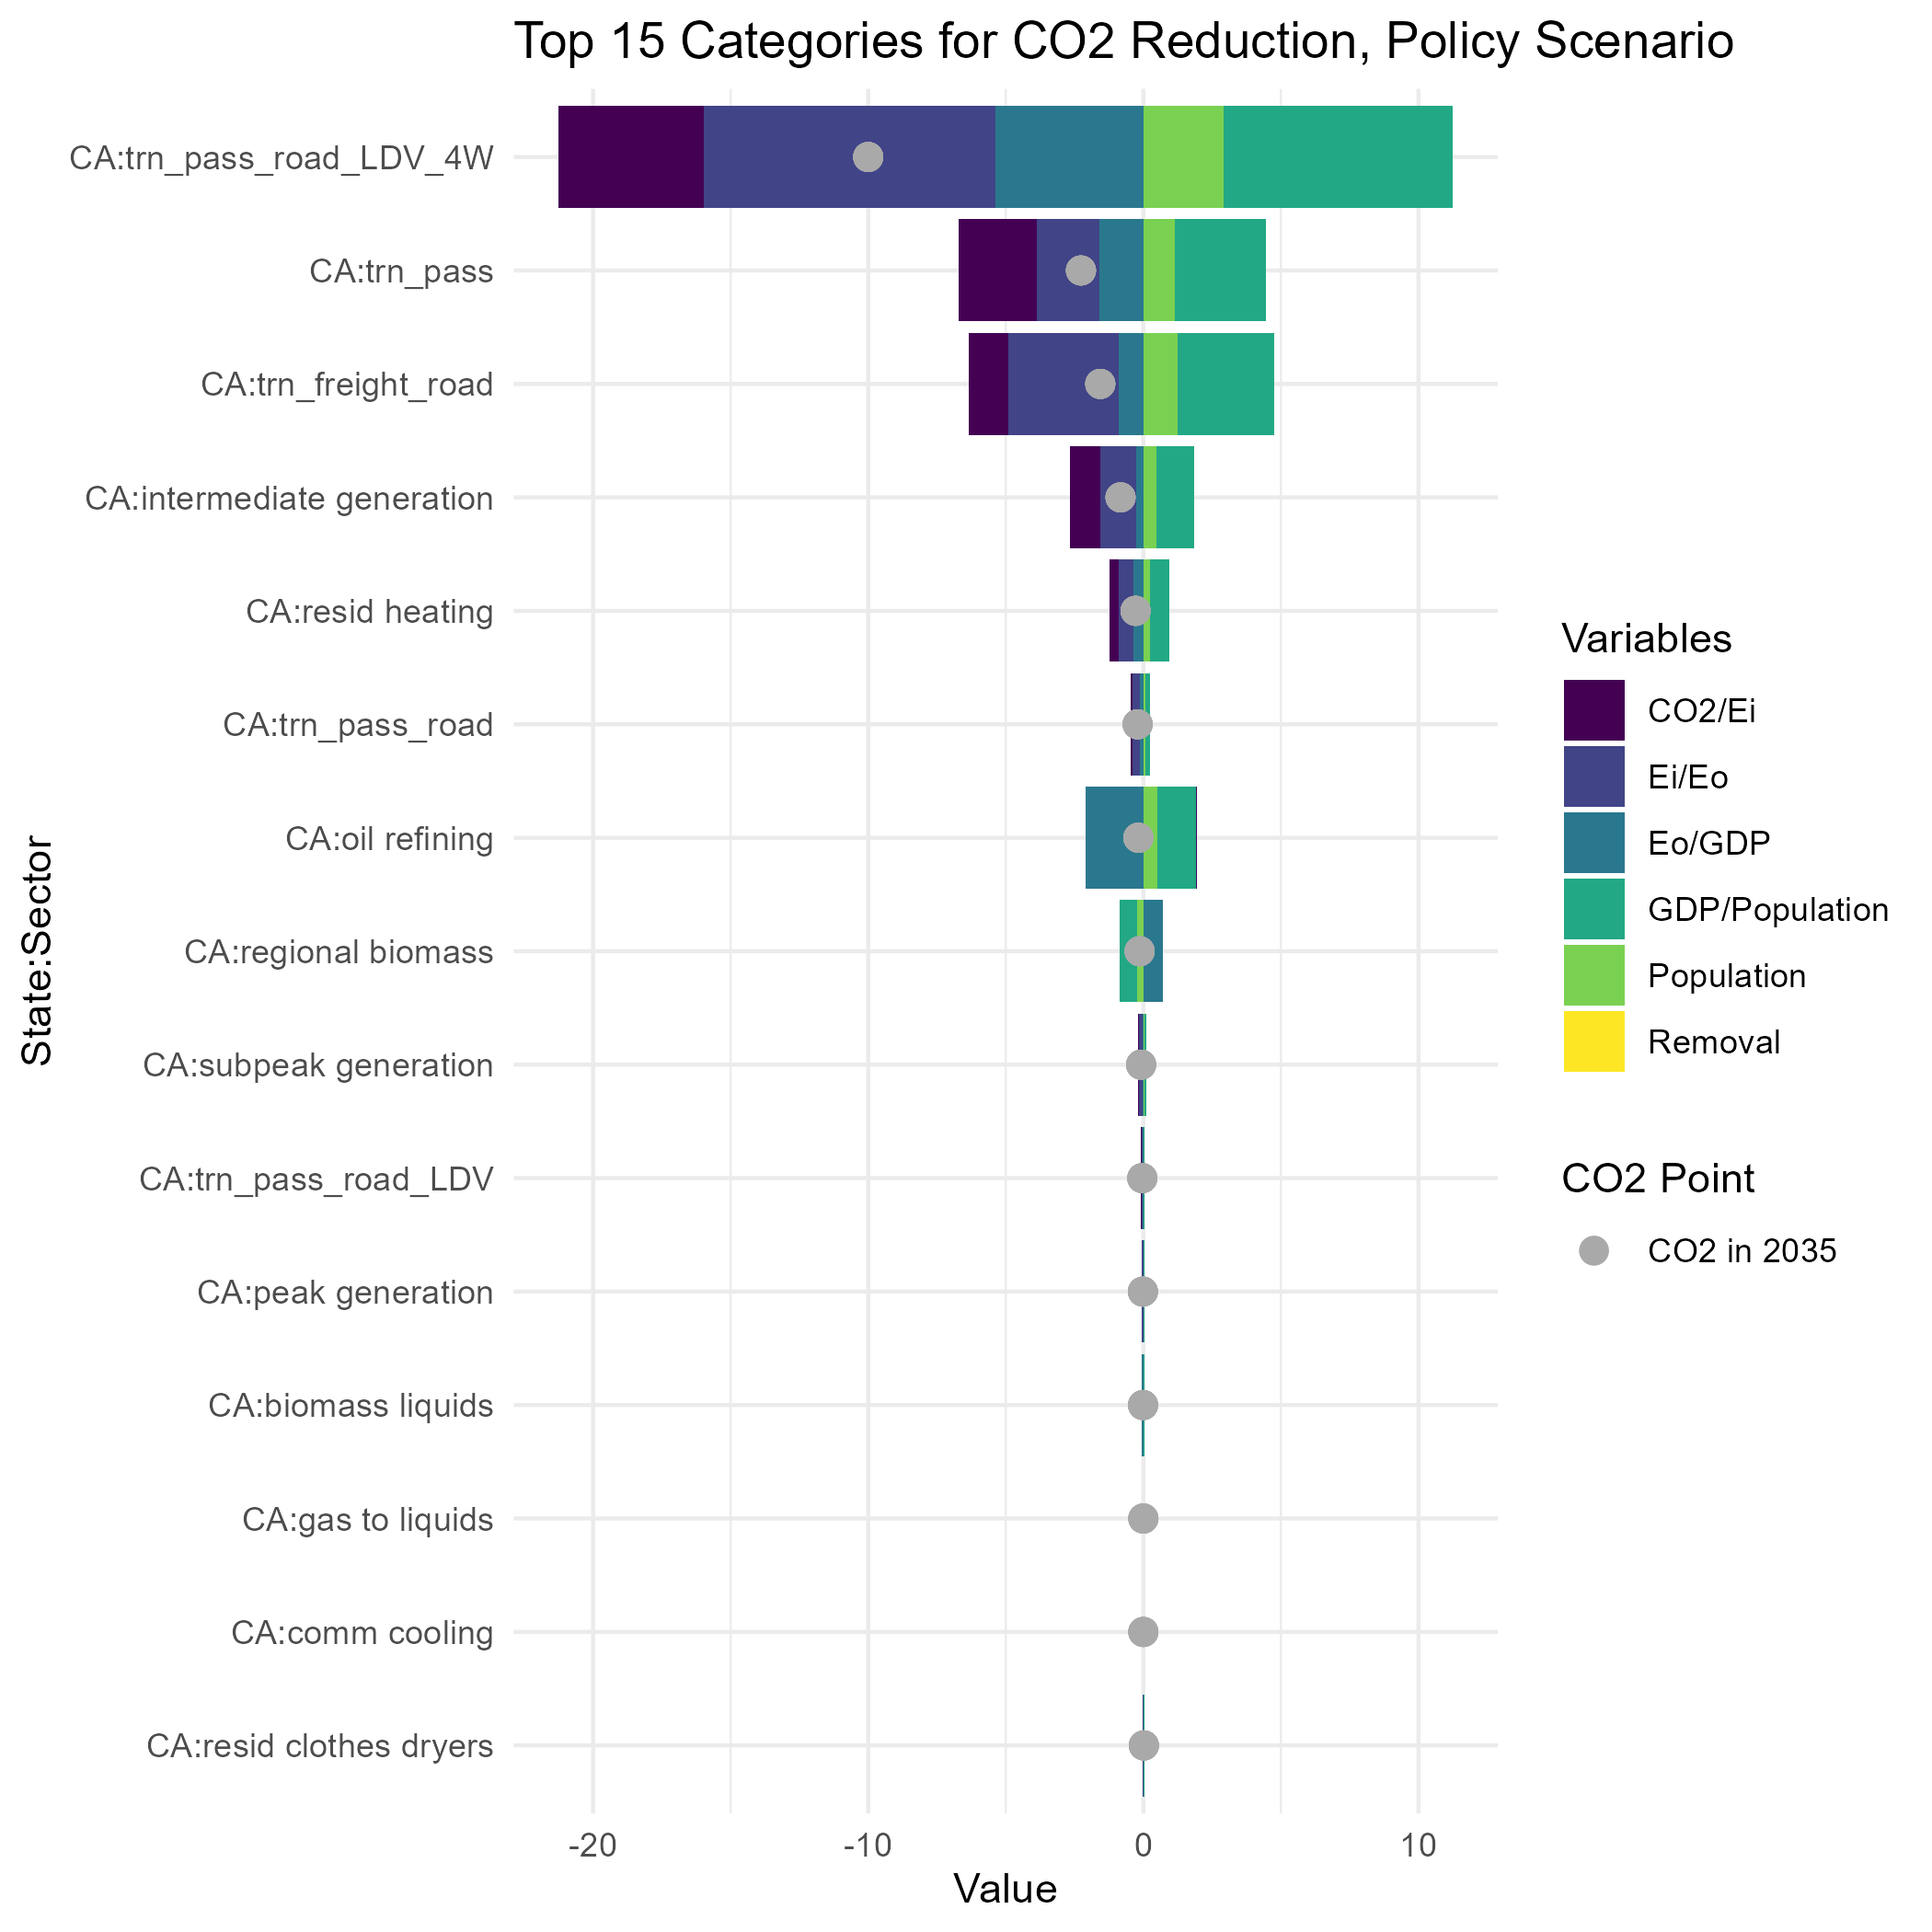 Top 15 Categories for CO2 Reduction, Policy Scenario
State:Sector
CA:trn_pass_road_LDV_4W
CA:trn_pass
CA:trn_freight_road
CA:intermediate generation
CA:resid heating
CA:trn_pass_road
CA:oil refining
CA:regional biomass
CA:subpeak generation
CA:trn_pass_road_LDV
CA:peak generation
CA:biomass liquids
CA:gas to liquids
CA:comm cooling
CA:resid clothes dryers
-20 -10 0 10
Value
Variables
CO2/Ei
Ei/Eo
Eo/GDP
GDP/Population
Population
Removal
CO2 Point
CO2 in 2035